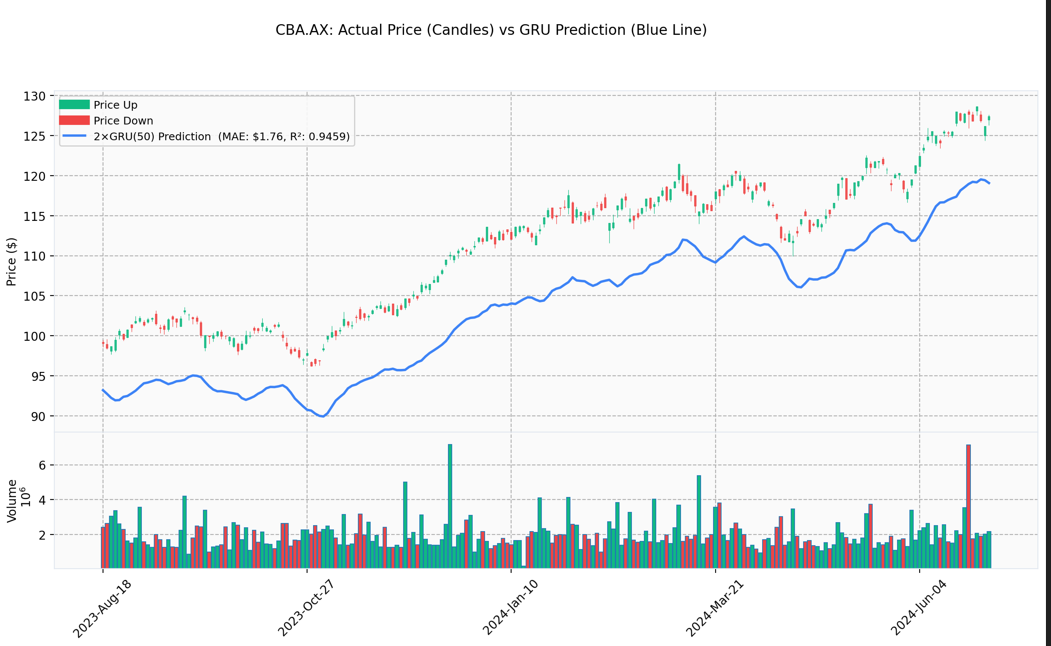 CBA.AX: Actual Price (Candles) vs GRU Prediction (Blue Line)
Price Up
Price Down
2×GRU(50) Prediction (MAE: $1.76, R²: 0.9459)
Price ($)
130
125
120
115
110
105
100
95
90
Volume
10⁶
6
4
2
2023-Aug-18
2023-Oct-27
2024-Jan-10
2024-Mar-21
2024-Jun-04